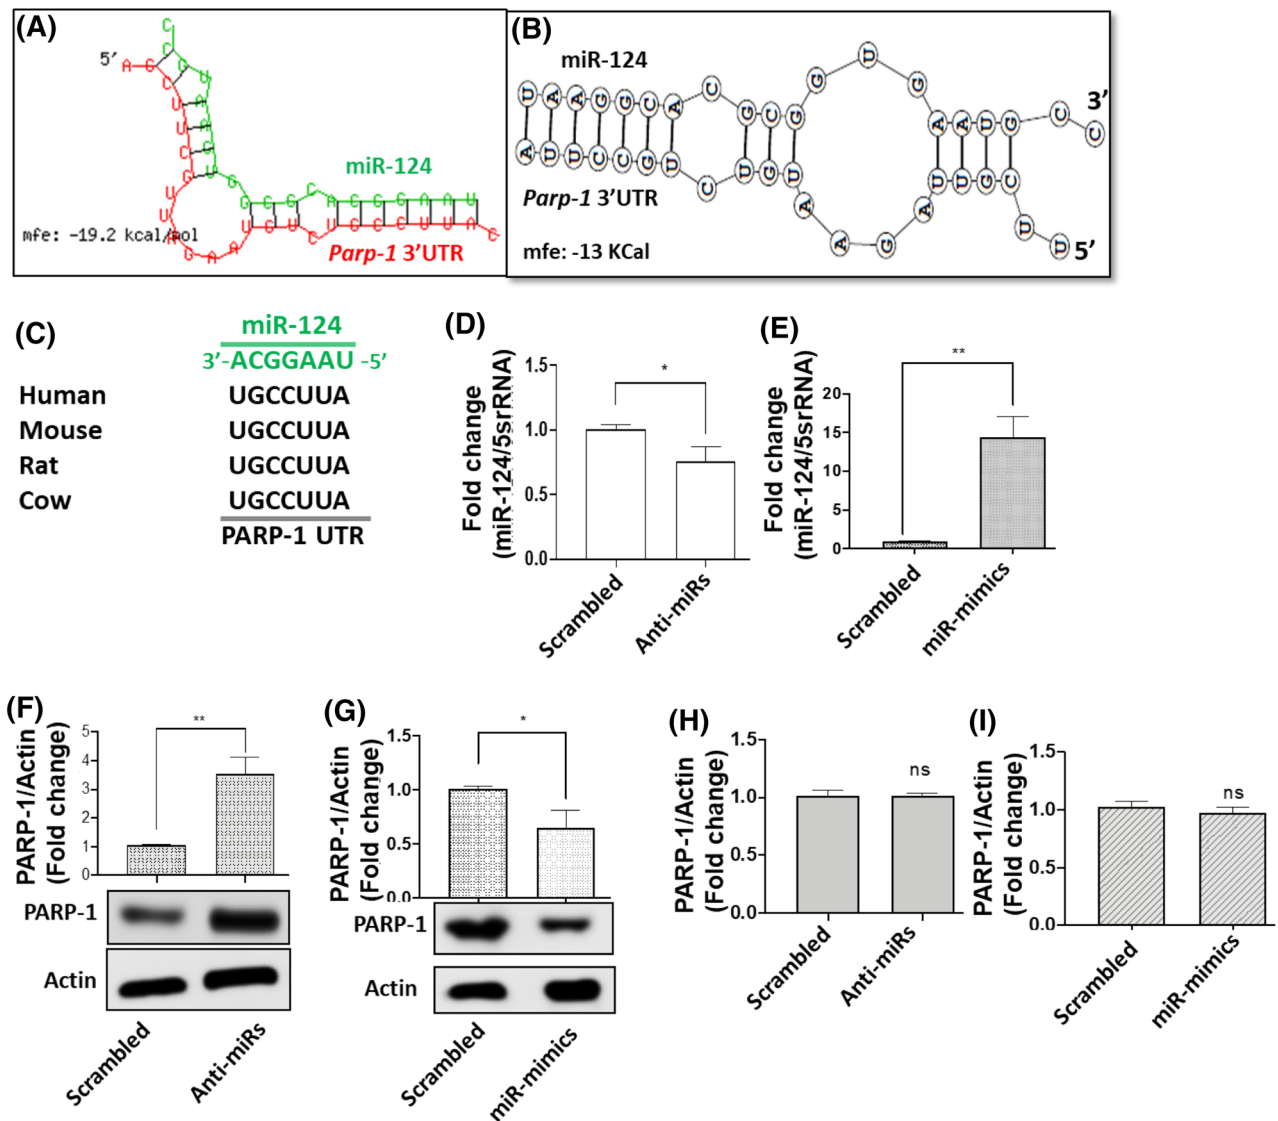 (A)
5'
miR-124
mfe: -19.2 kcal/mol
Parp-1 3'UTR
(B)
miR-124
U A A G G C A C G C G G U G A A U G C C
3'
A U U C C G U C U G U A A G A U U G C U U
5'
Parp-1 3'UTR
mfe: -13 KCal
(C)
miR-124
3'-ACGGAAU -5'
Human UGCCUUA
Mouse UGCCUUA
Rat UGCCUUA
Cow UGCCUUA
PARP-1 UTR
(D)
Fold change
(miR-124/5srRNA)
1.5
1.0
0.5
0.0
*
Scrambled
Anti-miRs
(E)
Fold change
(miR-124/5srRNA)
20
15
10
5
0
**
Scrambled
miR-mimics
(F)
PARP-1/Actin
(Fold change)
5
4
3
2
1
0
**
PARP-1
Actin
Scrambled
Anti-miRs
(G)
PARP-1/Actin
(Fold change)
1.5
1.0
0.5
0.0
*
PARP-1
Actin
Scrambled
miR-mimics
(H)
PARP-1/Actin
(Fold change)
1.5
1.0
0.5
0.0
ns
Scrambled
Anti-miRs
(I)
PARP-1/Actin
(Fold change)
1.5
1.0
0.5
0.0
ns
Scrambled
miR-mimics